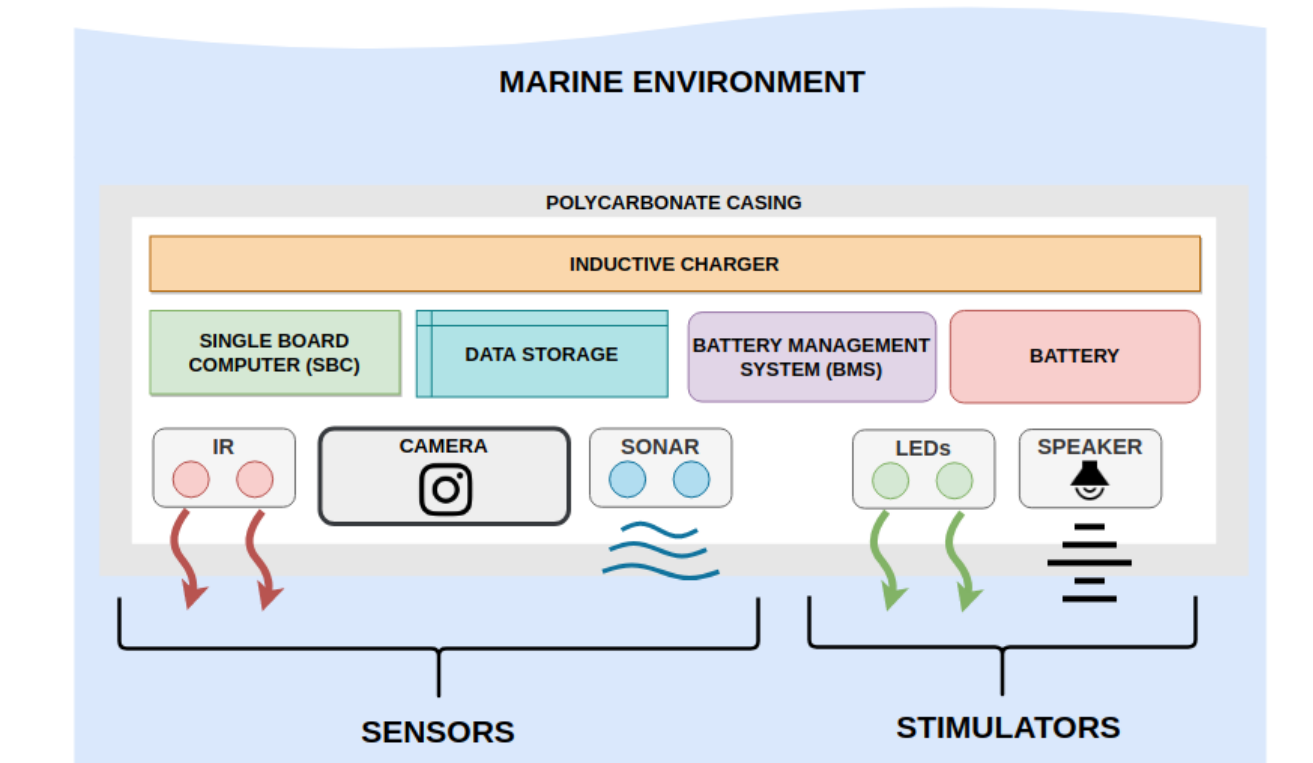 MARINE ENVIRONMENT
POLYCARBONATE CASING
INDUCTIVE CHARGER
SINGLE BOARD
COMPUTER (SBC)
DATA STORAGE
BATTERY MANAGEMENT
SYSTEM (BMS)
BATTERY
IR
CAMERA
SONAR
LEDs
SPEAKER
SENSORS
STIMULATORS